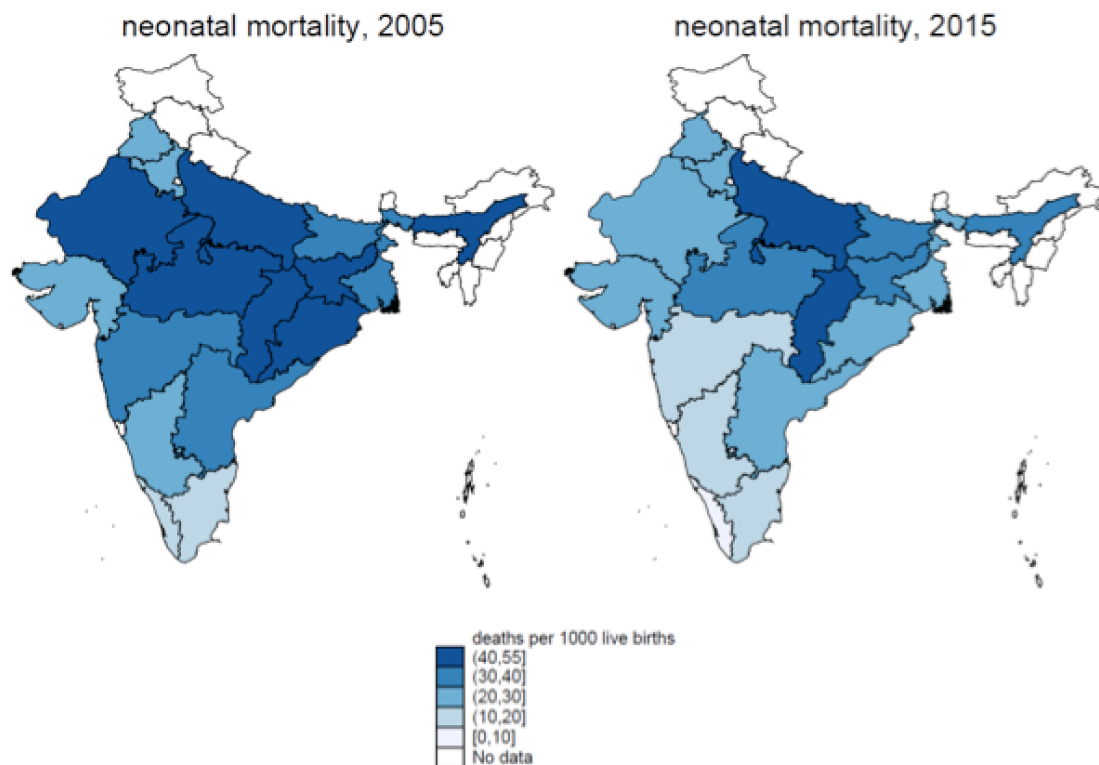 neonatal mortality, 2005
neonatal mortality, 2015
deaths per 1000 live births
(40,55]
(30,40]
(20,30]
(10,20]
[0,10]
No data